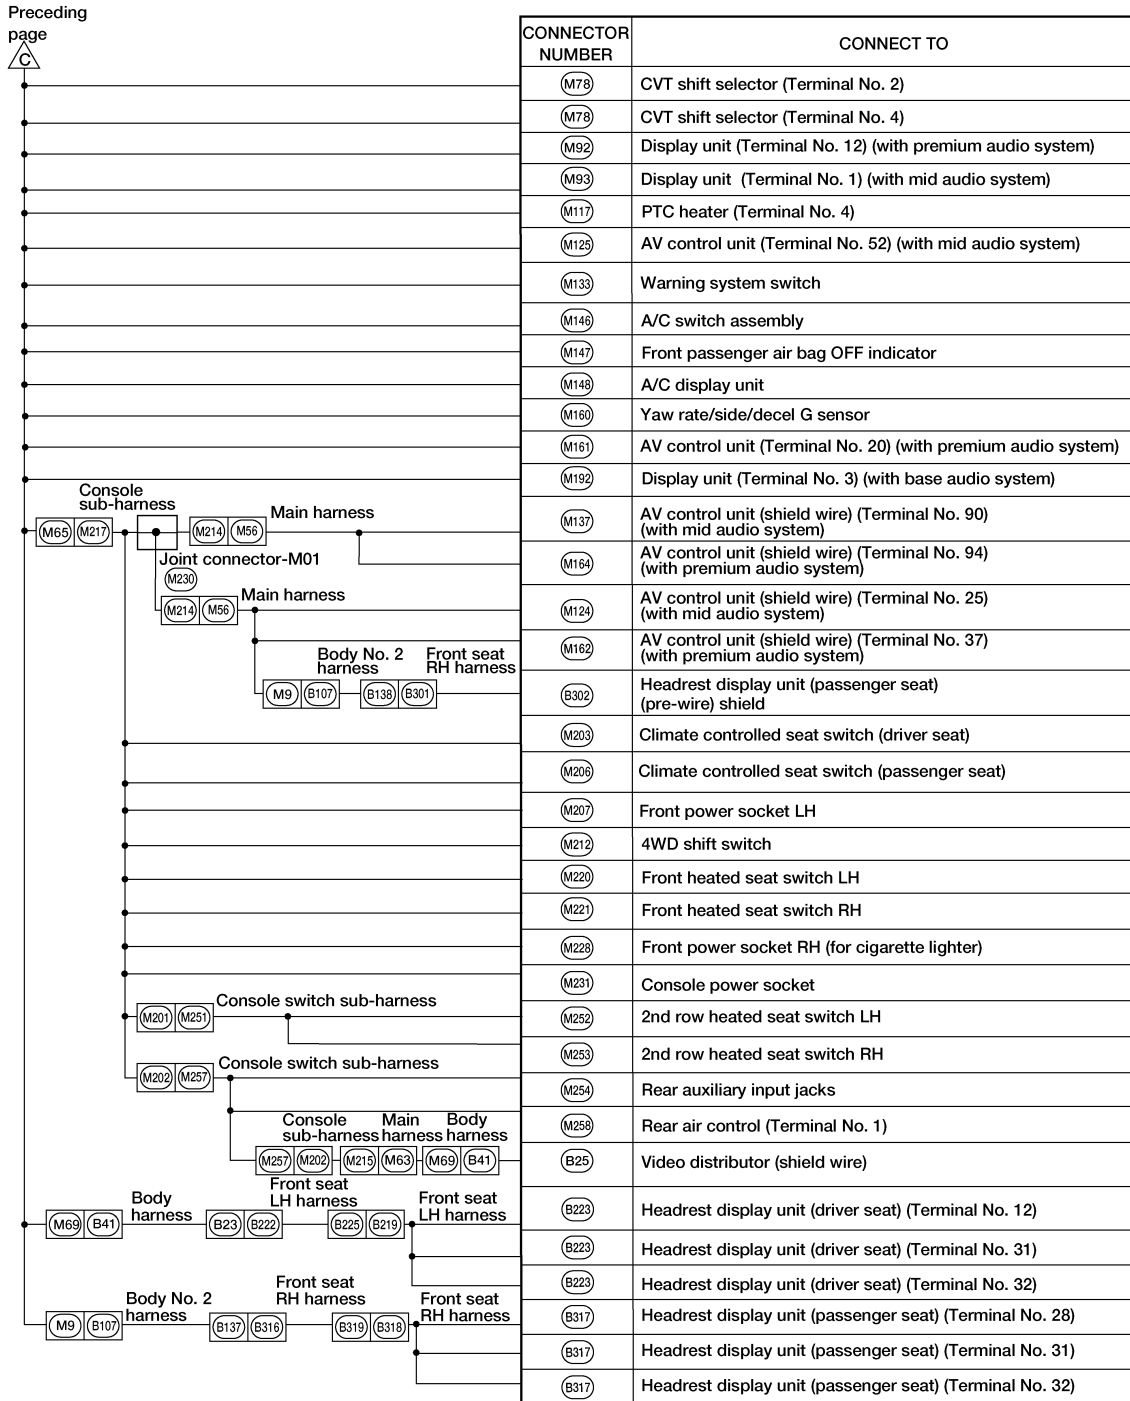 Preceding
page
C
CONNECTOR
NUMBER
CONNECT TO
M78 CVT shift selector (Terminal No. 2)
M78 CVT shift selector (Terminal No. 4)
M92 Display unit (Terminal No. 12) (with premium audio system)
M93 Display unit (Terminal No. 1) (with mid audio system)
M117 PTC heater (Terminal No. 4)
M125 AV control unit (Terminal No. 52) (with mid audio system)
M133 Warning system switch
M146 A/C switch assembly
M147 Front passenger air bag OFF indicator
M148 A/C display unit
M160 Yaw rate/side/decel G sensor
M161 AV control unit (Terminal No. 20) (with premium audio system)
M192 Display unit (Terminal No. 3) (with base audio system)
Console
sub-harness
M65 M217
M214 M56
Main harness
M137 AV control unit (shield wire) (Terminal No. 90)
(with mid audio system)
Joint connector-M01
M230
M164 AV control unit (shield wire) (Terminal No. 94)
(with premium audio system)
M214 M56
Main harness
M124 AV control unit (shield wire) (Terminal No. 25)
(with mid audio system)
M162 AV control unit (shield wire) (Terminal No. 37)
(with premium audio system)
Body No. 2
harness
Front seat
RH harness
M9 B107 B138 B301
B302 Headrest display unit (passenger seat)
(pre-wire) shield
M203 Climate controlled seat switch (driver seat)
M206 Climate controlled seat switch (passenger seat)
M207 Front power socket LH
M212 4WD shift switch
M220 Front heated seat switch LH
M221 Front heated seat switch RH
M228 Front power socket RH (for cigarette lighter)
M231 Console power socket
M201 M251 Console switch sub-harness
M252 2nd row heated seat switch LH
M253 2nd row heated seat switch RH
M202 M257 Console switch sub-harness
M254 Rear auxiliary input jacks
M258 Rear air control (Terminal No. 1)
Console
sub-harness
Main
harness
Body
harness
M257 M202 M215 M63 M69 B41
B25 Video distributor (shield wire)
M69 B41
Body
harness
B23 B222
Front seat
LH harness
B225 B219
Front seat
LH harness
B223 Headrest display unit (driver seat) (Terminal No. 12)
B223 Headrest display unit (driver seat) (Terminal No. 31)
B223 Headrest display unit (driver seat) (Terminal No. 32)
M9 B107
Body No. 2
harness
B137 B316
Front seat
RH harness
B319 B318
Front seat
RH harness
B317 Headrest display unit (passenger seat) (Terminal No. 28)
B317 Headrest display unit (passenger seat) (Terminal No. 31)
B317 Headrest display unit (passenger seat) (Terminal No. 32)